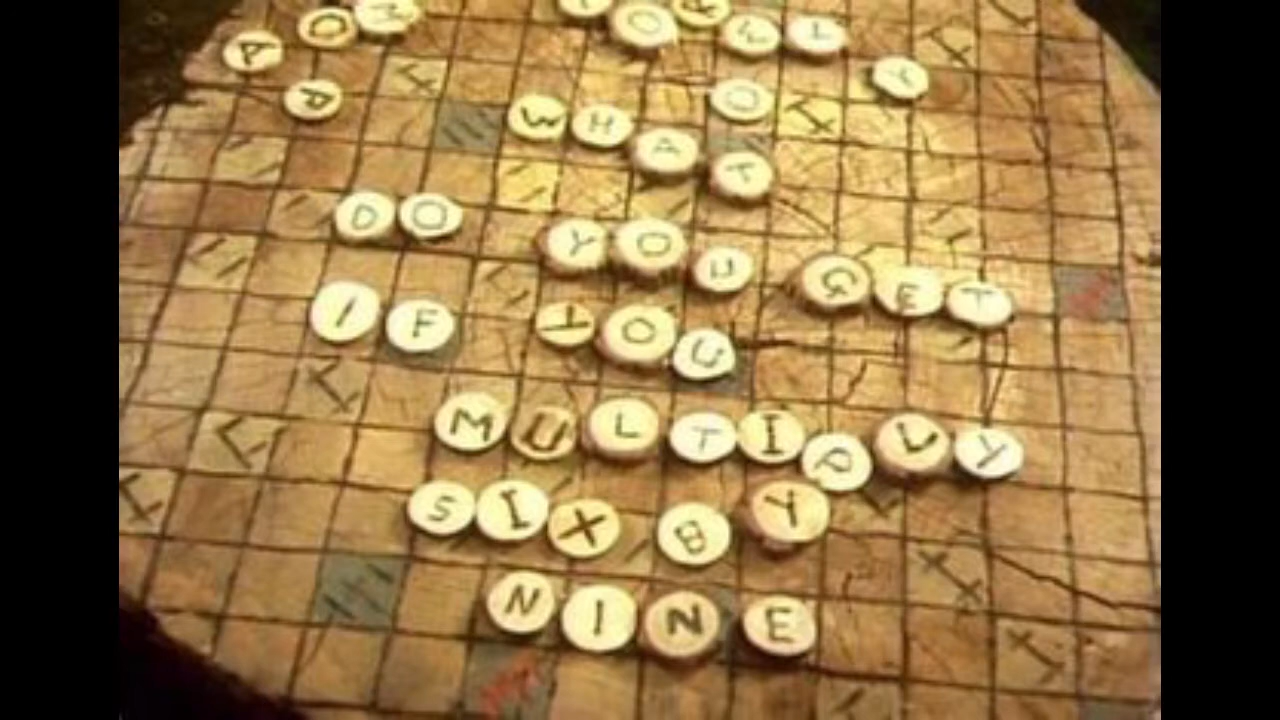 WHAT
DO YOU GET
IF YOU
MULTIPLY
SIX BY
NINE